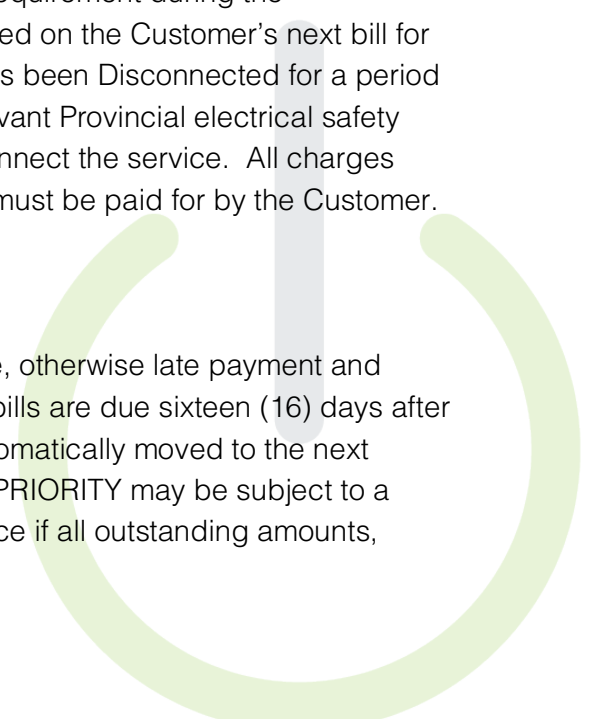 equirement during the
ed on the Customer’s next bill for
s been Disconnected for a period
vant Provincial electrical safety
nnect the service.  All charges
must be paid for by the Customer.
, otherwise late payment and
bills are due sixteen (16) days after
omatically moved to the next
PRIORITY may be subject to a
ce if all outstanding amounts,